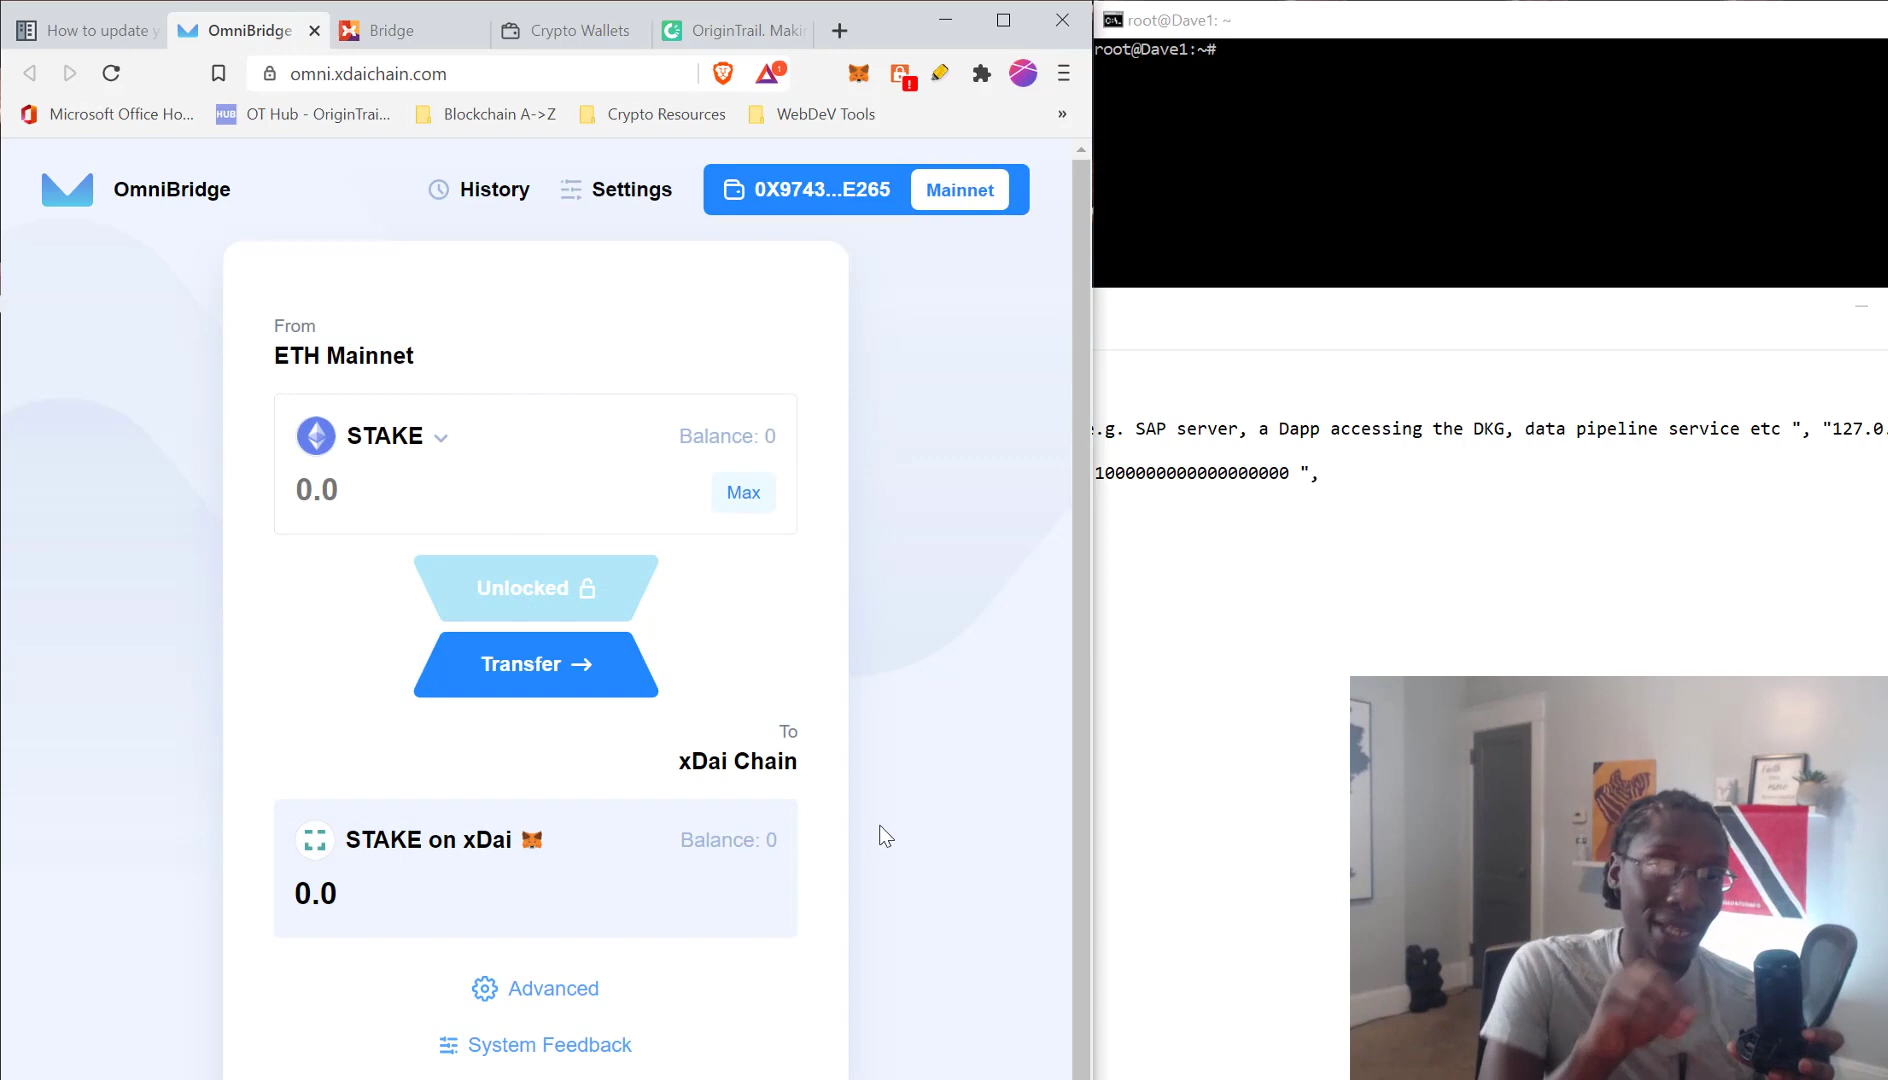 How to update y
OmniBridge
Bridge
Crypto Wallets
OriginTrail. Maki
omni.xdaichain.com
1
!
Microsoft Office Ho...
HUB
OT Hub - OriginTrai...
Blockchain A->Z
Crypto Resources
WebDEV Tools
»
OmniBridge
History
Settings
0X9743...E265
Mainnet
From
ETH Mainnet
STAKE
Balance: 0
0.0
Max
Unlocked
Transfer
To
xDai Chain
STAKE on xDai
Balance: 0
0.0
Advanced
System Feedback
root@Dave1: ~
root@Dave1:~#
e.g. SAP server, a Dapp accessing the DKG, data pipeline service etc ", "127.0.
1000000000000000000 ",